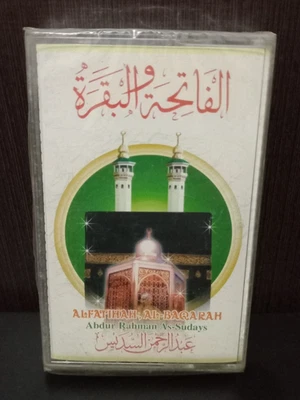 الفاتحة والبقرة
ALFATIHAH, AL-BAQARAH
Abdur Rahman As-Sudays
عبد الرحمن السديس